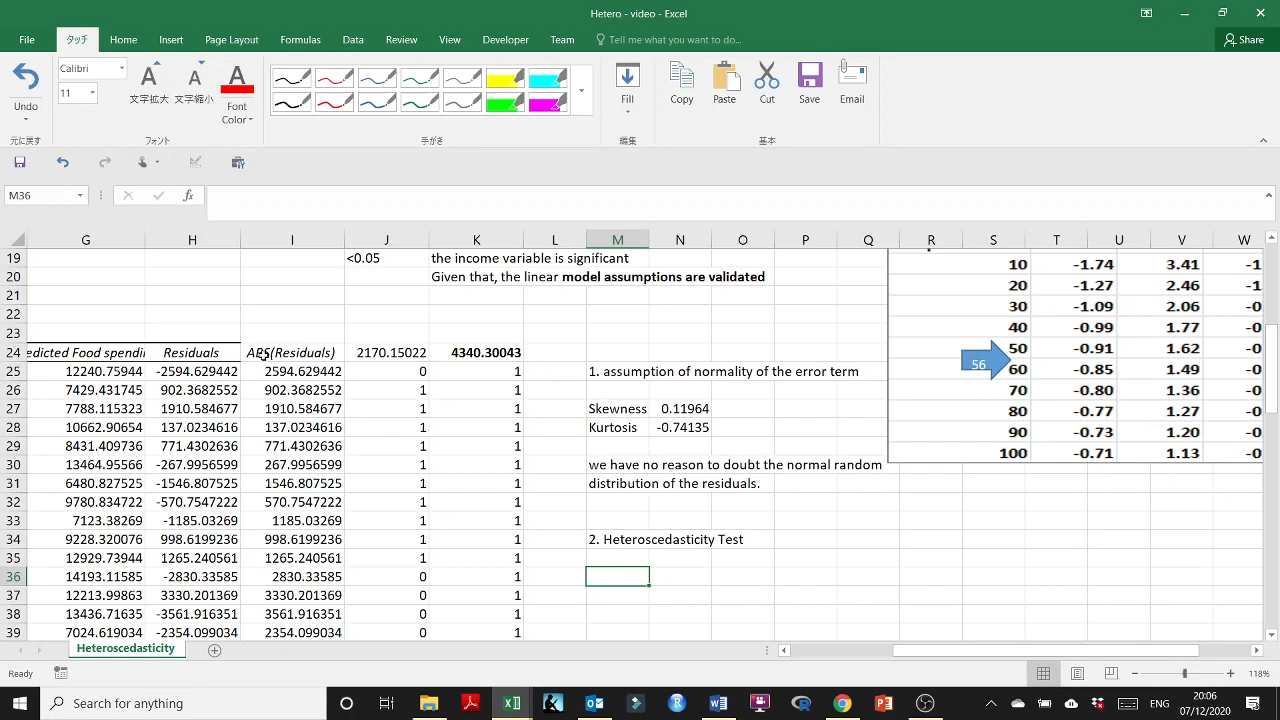 Hetero - video - Excel
File タッチ Home Insert Page Layout Formulas Data Review View Developer Team Tell me what you want to do... Share
Undo
Calibri
11
文字拡大 文字縮小 Font Color
Fill
Copy Paste Cut Save Email
元に戻す フォント 手がき 編集 基本
M36 fx
G H I J K L M N O P Q R S T U V W
19 <0.05 the income variable is significant
20 Given that, the linear model assumptions are validated
21
22
23
24 edicted Food spendi Residuals ABS(Residuals) 2170.15022 4340.30043
25 12240.75944 -2594.629442 2594.629442 0 1 1. assumption of normality of the error term
26 7429.431745 902.3682552 902.3682552 1 1
27 7788.115323 1910.584677 1910.584677 1 1 Skewness 0.11964
28 10662.90654 137.0234616 137.0234616 1 1 Kurtosis -0.74135
29 8431.409736 771.4302636 771.4302636 1 1
30 13464.95566 -267.9956599 267.9956599 1 1 we have no reason to doubt the normal random
31 6480.827525 -1546.807525 1546.807525 1 1 distribution of the residuals.
32 9780.834722 -570.7547222 570.7547222 1 1
33 7123.38269 -1185.03269 1185.03269 1 1
34 9228.320076 998.6199236 998.6199236 1 1 2. Heteroscedasticity Test
35 12929.73944 1265.240561 1265.240561 1 1
36 14193.11585 -2830.33585 2830.33585 0 1
37 12213.99863 3330.201369 3330.201369 0 1
38 13436.71635 -3561.916351 3561.916351 0 1
39 7024.619034 -2354.099034 2354.099034 0 1
10 -1.74 3.41 -1
20 -1.27 2.46 -1
30 -1.09 2.06 -0
40 -0.99 1.77 -0
50 -0.91 1.62 -0
56
60 -0.85 1.49 -0
70 -0.80 1.36 -0
80 -0.77 1.27 -0
90 -0.73 1.20 -0
100 -0.71 1.13 -0
Heteroscedasticity
Ready 118%
Search for anything
ENG 20:06
07/12/2020